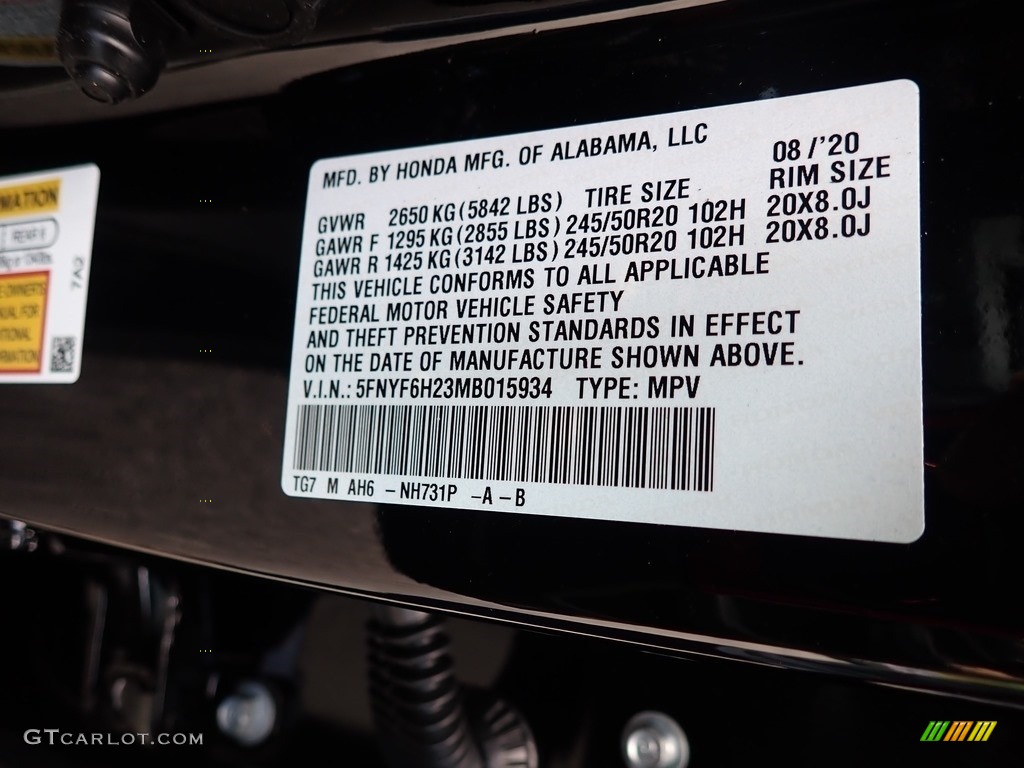 MFD. BY HONDA MFG. OF ALABAMA, LLC 08/'20
TIRE SIZE RIM SIZE
GVWR 2650 KG (5842 LBS)
GAWR F 1295 KG (2855 LBS) 245/50R20 102H 20X8.0J
GAWR R 1425 KG (3142 LBS) 245/50R20 102H 20X8.0J
THIS VEHICLE CONFORMS TO ALL APPLICABLE
FEDERAL MOTOR VEHICLE SAFETY
AND THEFT PREVENTION STANDARDS IN EFFECT
ON THE DATE OF MANUFACTURE SHOWN ABOVE.
V.I.N.: 5FNYF6H23MB015934 TYPE: MPV
TG7 M AH6 - NH731P - A - B
7A2
GTCARLOT.COM